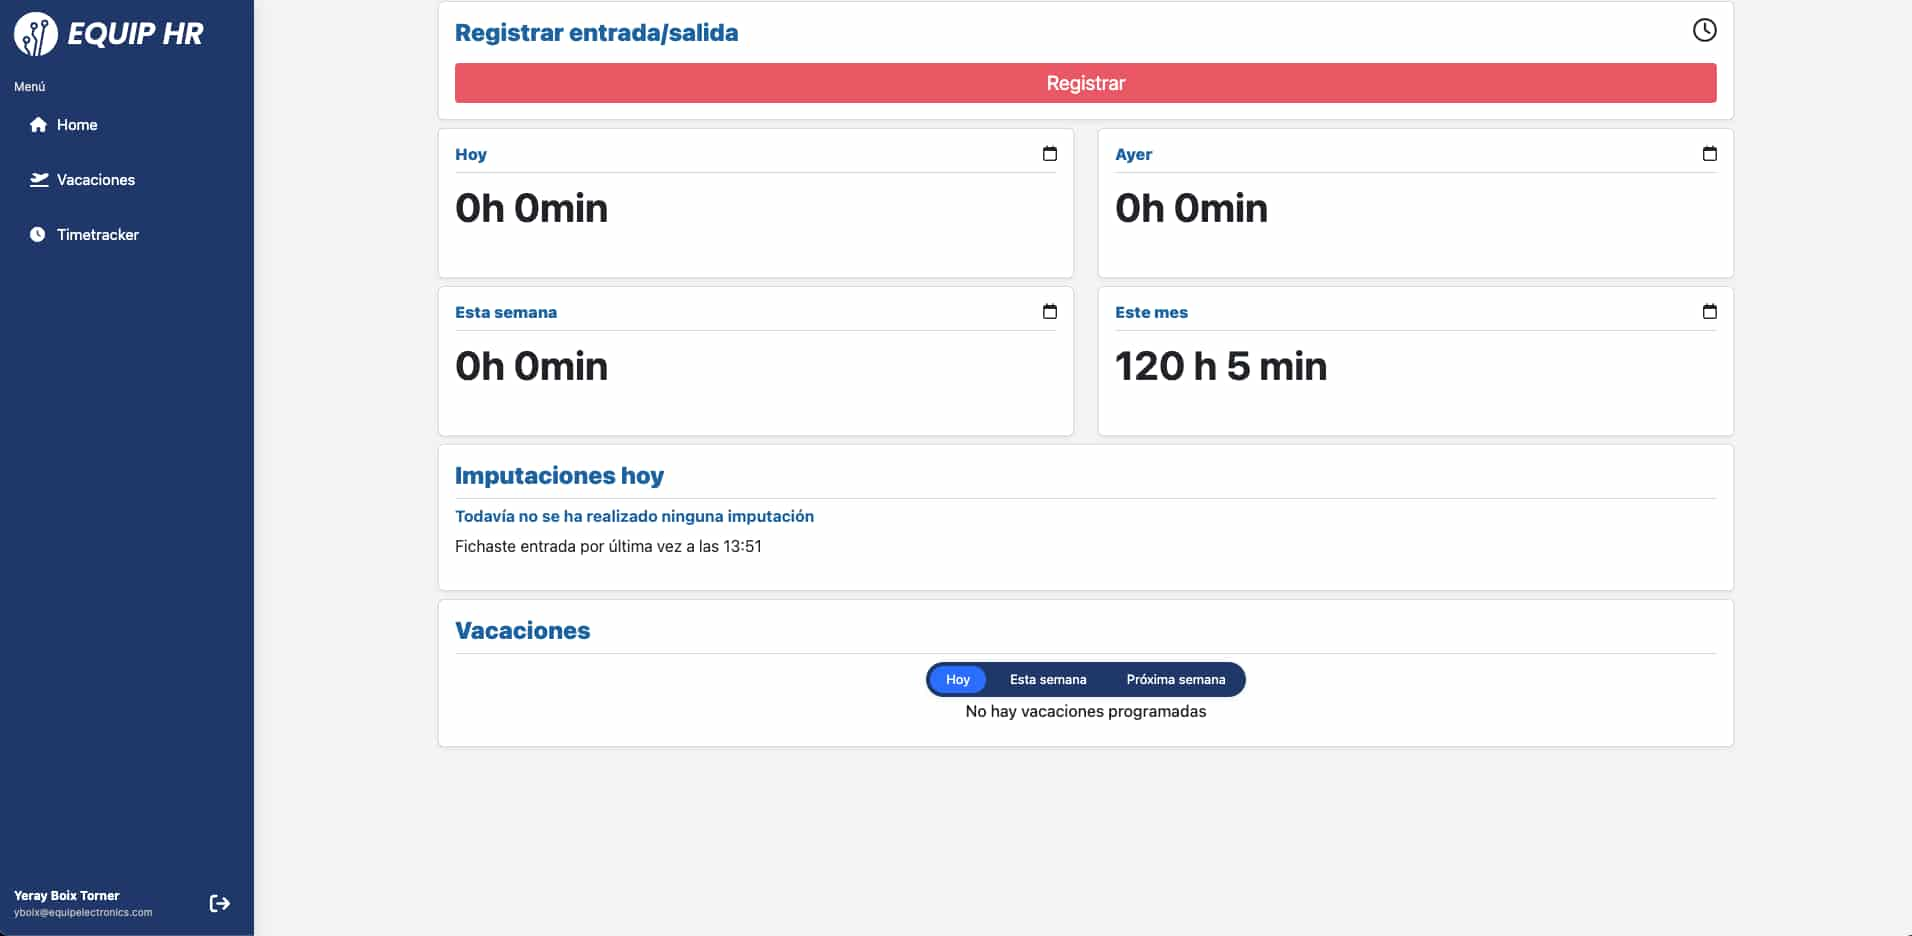 EQUIP HR
Menú
Home
Vacaciones
Timetracker
Registrar entrada/salida
Registrar
Hoy
0h 0min
Ayer
0h 0min
Esta semana
0h 0min
Este mes
120 h 5 min
Imputaciones hoy
Todavía no se ha realizado ninguna imputación
Fichaste entrada por última vez a las 13:51
Vacaciones
Hoy Esta semana Próxima semana
No hay vacaciones programadas
Yeray Boix Torner
yboix@equipelectronics.com